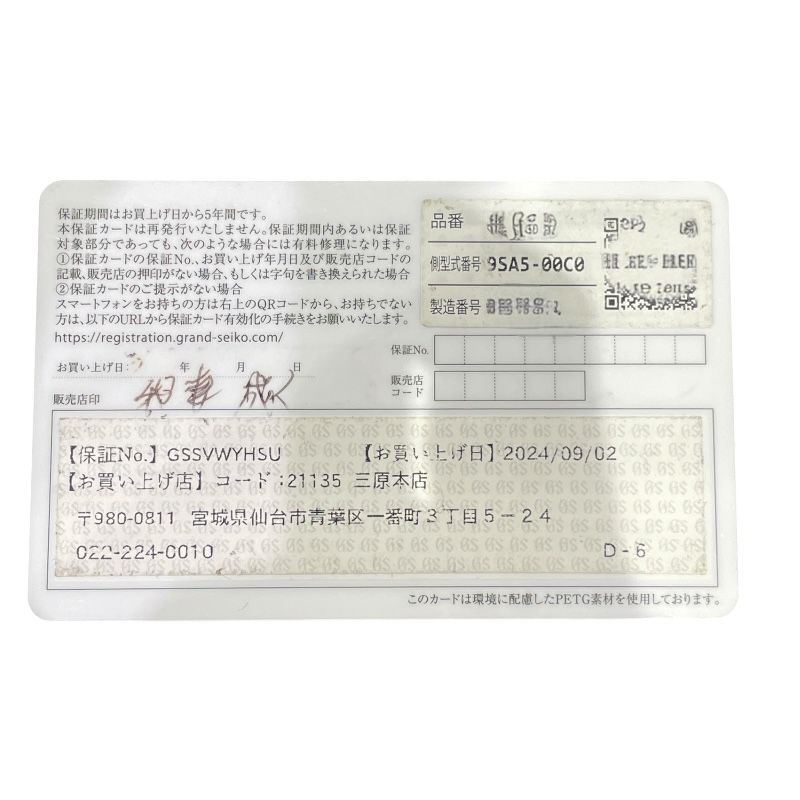 保証期間はお買上げ日から5年間です。
本保証カードは再発行いたしません。保証期間内あるいは保証
対象部分であっても、次のような場合には有料修理になります。
①保証カードの保証No.、お買い上げ年月日及び販売店コードの
記載、販売店の押印がない場合、もしくは字句を書き換えられた場合
②保証カードのご提示がない場合
スマートフォンをお持ちの方は右上のQRコードから、お持ちでない
方は、以下のURLから保証カード有効化の手続きをお願いいたします。
https://registration.grand-seiko.com/
品番
側型式番号 9SA5-00C0
製造番号
保証No.
お買い上げ日: 年 月 日
販売店印
販売店
コード
【保証No.】GSSVWYHSU 【お買い上げ日】2024/09/02
【お買い上げ店】コード:21135 三原本店
〒980-0811 宮城県仙台市青葉区一番町3丁目5-24
022-224-0010 D-6
このカードは環境に配慮したPETG素材を使用しております。